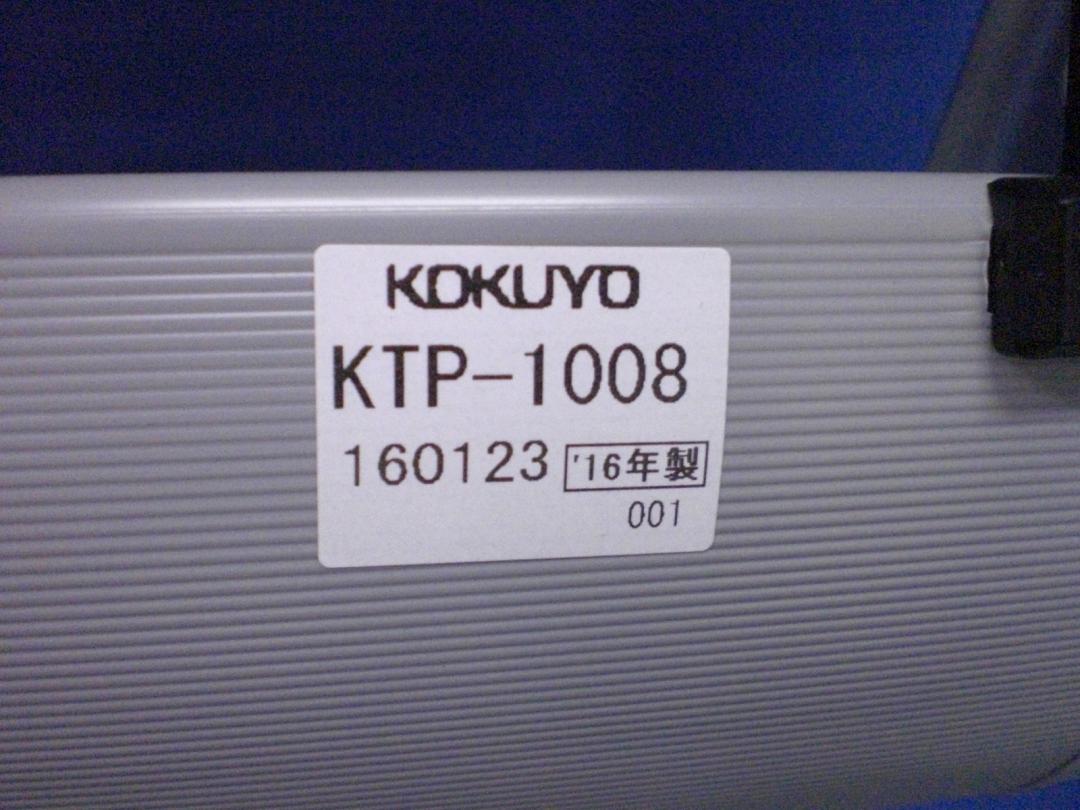 KOKUYO
KTP-1008
160123 '16年製
001